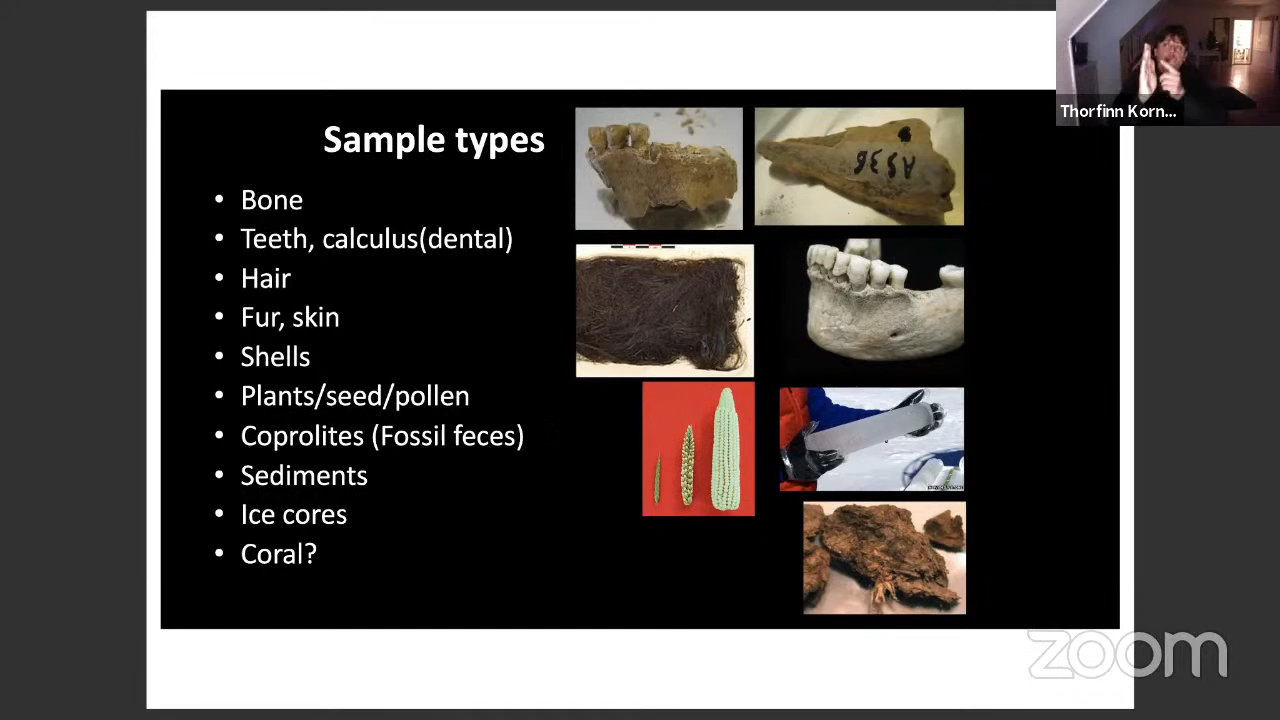 Sample types
• Bone
• Teeth, calculus(dental)
• Hair
• Fur, skin
• Shells
• Plants/seed/pollen
• Coprolites (Fossil feces)
• Sediments
• Ice cores
• Coral?
Thorfinn Korn...
zoom